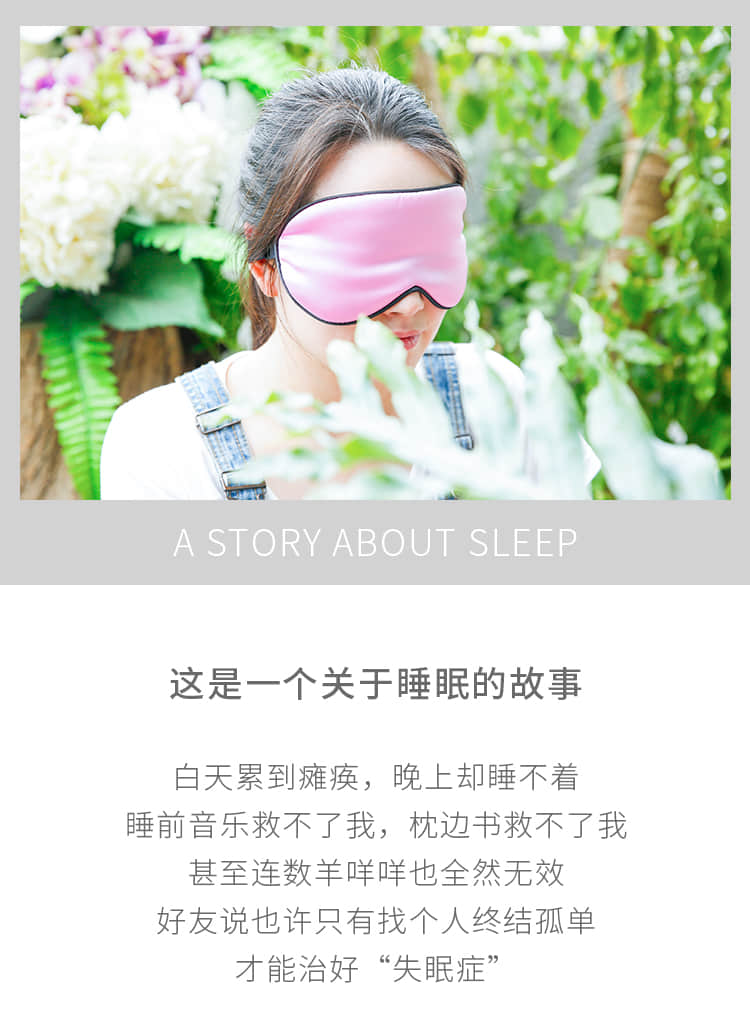 A STORY ABOUT SLEEP
这是一个关于睡眠的故事
白天累到瘫痪，晚上却睡不着
睡前音乐救不了我，枕边书救不了我
甚至连数羊咩咩也全然无效
好友说也许只有找个人终结孤单
才能治好“失眠症”